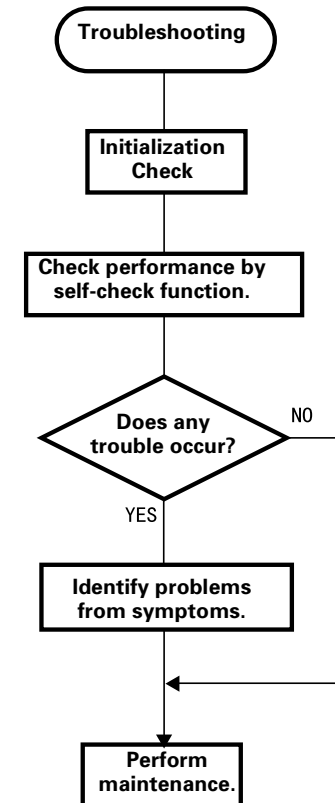 Troubleshooting
Initialization
Check
Check performance by
self-check function.
Does any
trouble occur?
NO
YES
Identify problems
from symptoms.
Perform
maintenance.